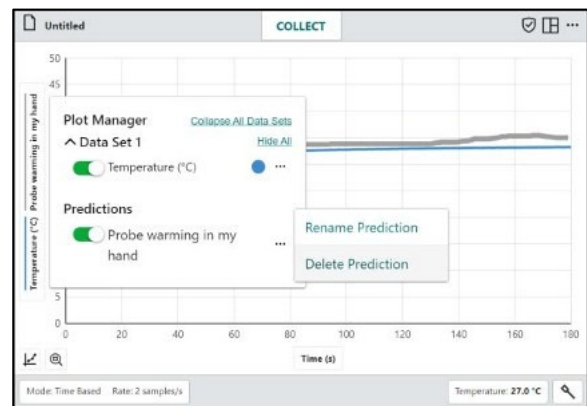 Untitled
COLLECT
...
50
45
Probe warming in my hand
Temperature (°C)
Plot Manager
Collapse All Data Sets
Data Set 1
Hide All
Temperature (°C)
...
Predictions
Probe warming in my
hand
...
Rename Prediction
Delete Prediction
5
0
0
20
40
60
80
100
120
140
160
180
Time (s)
Mode: Time Based Rate: 2 samples/s
Temperature: 27.0 °C